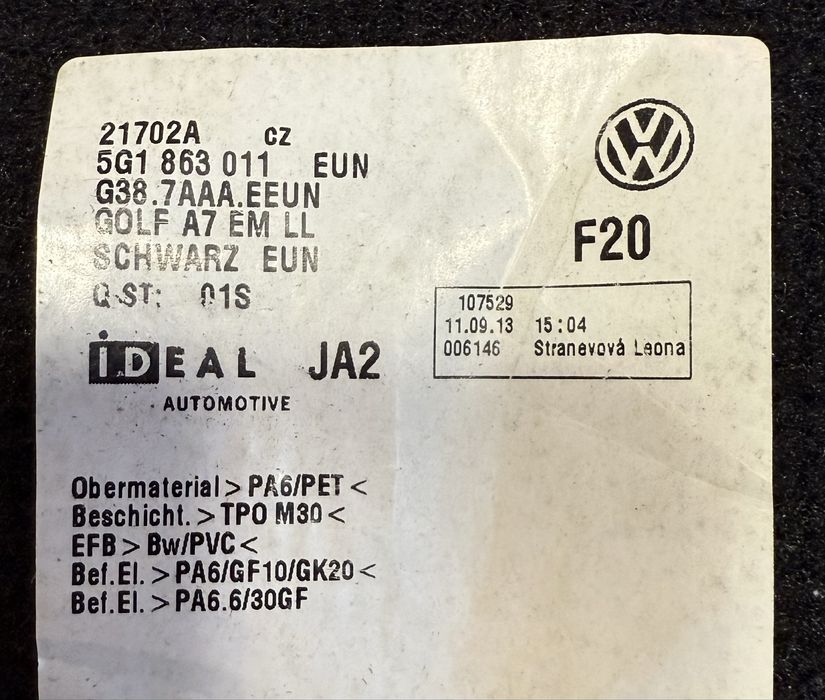 21702A cz
5G1 863 011 EUN
G38.7AAA.EEUN
GOLF A7 EM LL
SCHWARZ EUN
Q-ST: 01S
VW
F20
107529
11.09.13 15:04
006146 Stranevová Leona
iDEAL JA2
AUTOMOTIVE
Obermaterial > PA6/PET <
Beschicht. > TPO M30 <
EFB > Bw/PVC <
Bef.El. > PA6/GF10/GK20 <
Bef.El. > PA6.6/30GF